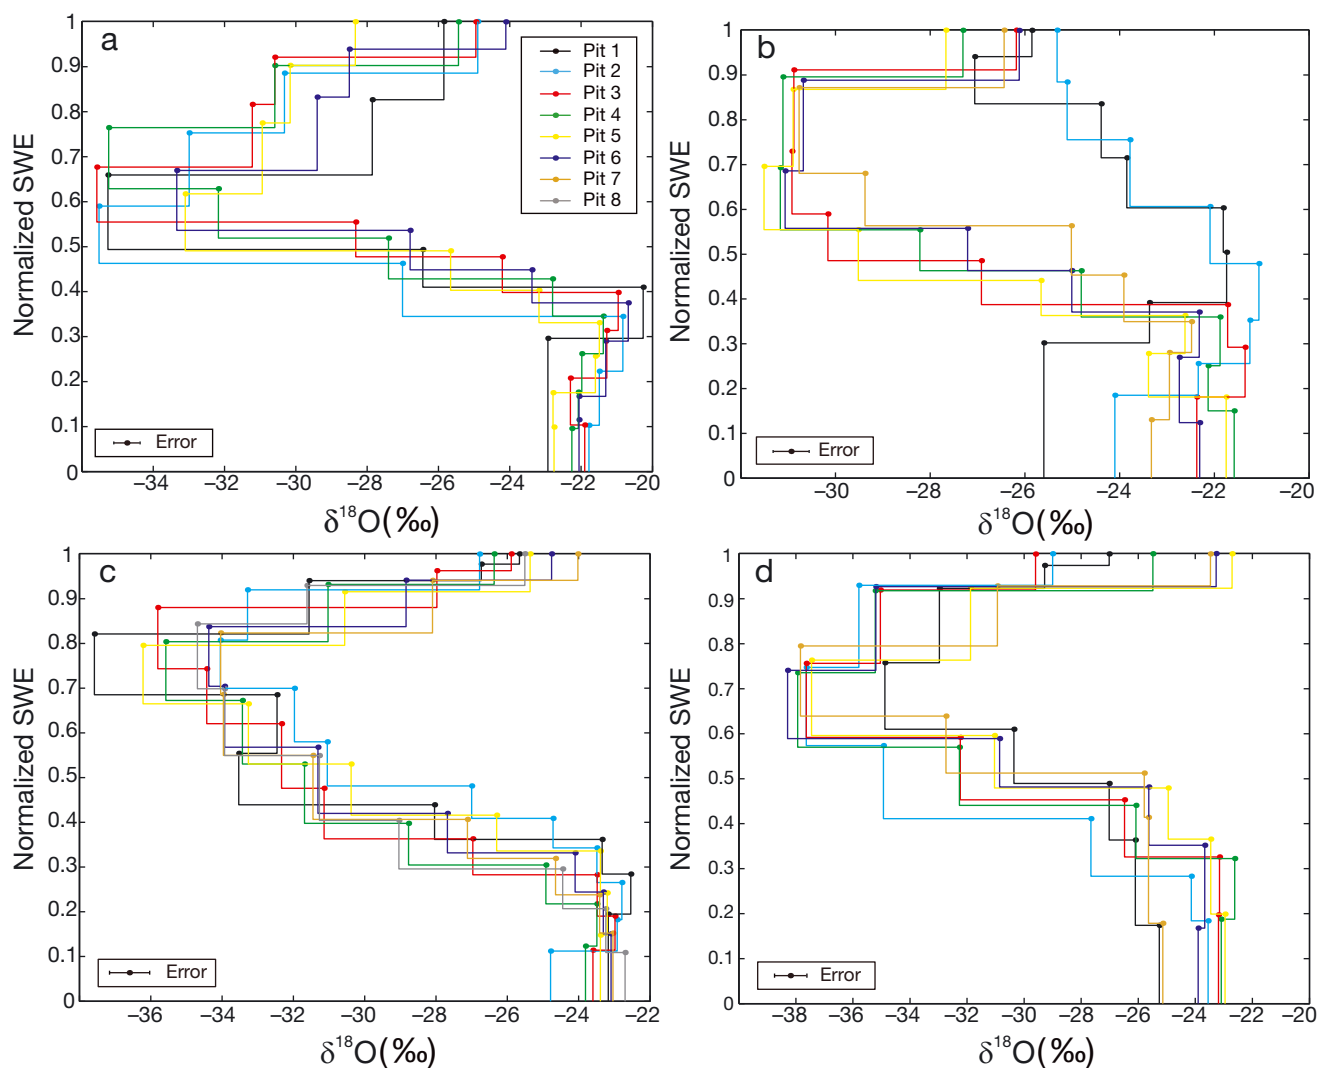 a
Normalized SWE
1
0.9
0.8
0.7
0.6
0.5
0.4
0.3
0.2
0.1
0
Pit 1
Pit 2
Pit 3
Pit 4
Pit 5
Pit 6
Pit 7
Pit 8
Error
−34 −32 −30 −28 −26 −24 −22 −20
δ18O(‰)
b
Normalized SWE
1
0.9
0.8
0.7
0.6
0.5
0.4
0.3
0.2
0.1
0
Error
−30 −28 −26 −24 −22 −20
δ18O(‰)
c
Normalized SWE
1
0.9
0.8
0.7
0.6
0.5
0.4
0.3
0.2
0.1
0
Error
−36 −34 −32 −30 −28 −26 −24 −22
δ18O(‰)
d
Normalized SWE
1
0.9
0.8
0.7
0.6
0.5
0.4
0.3
0.2
0.1
0
Error
−38 −36 −34 −32 −30 −28 −26 −24 −22 −20
δ18O(‰)